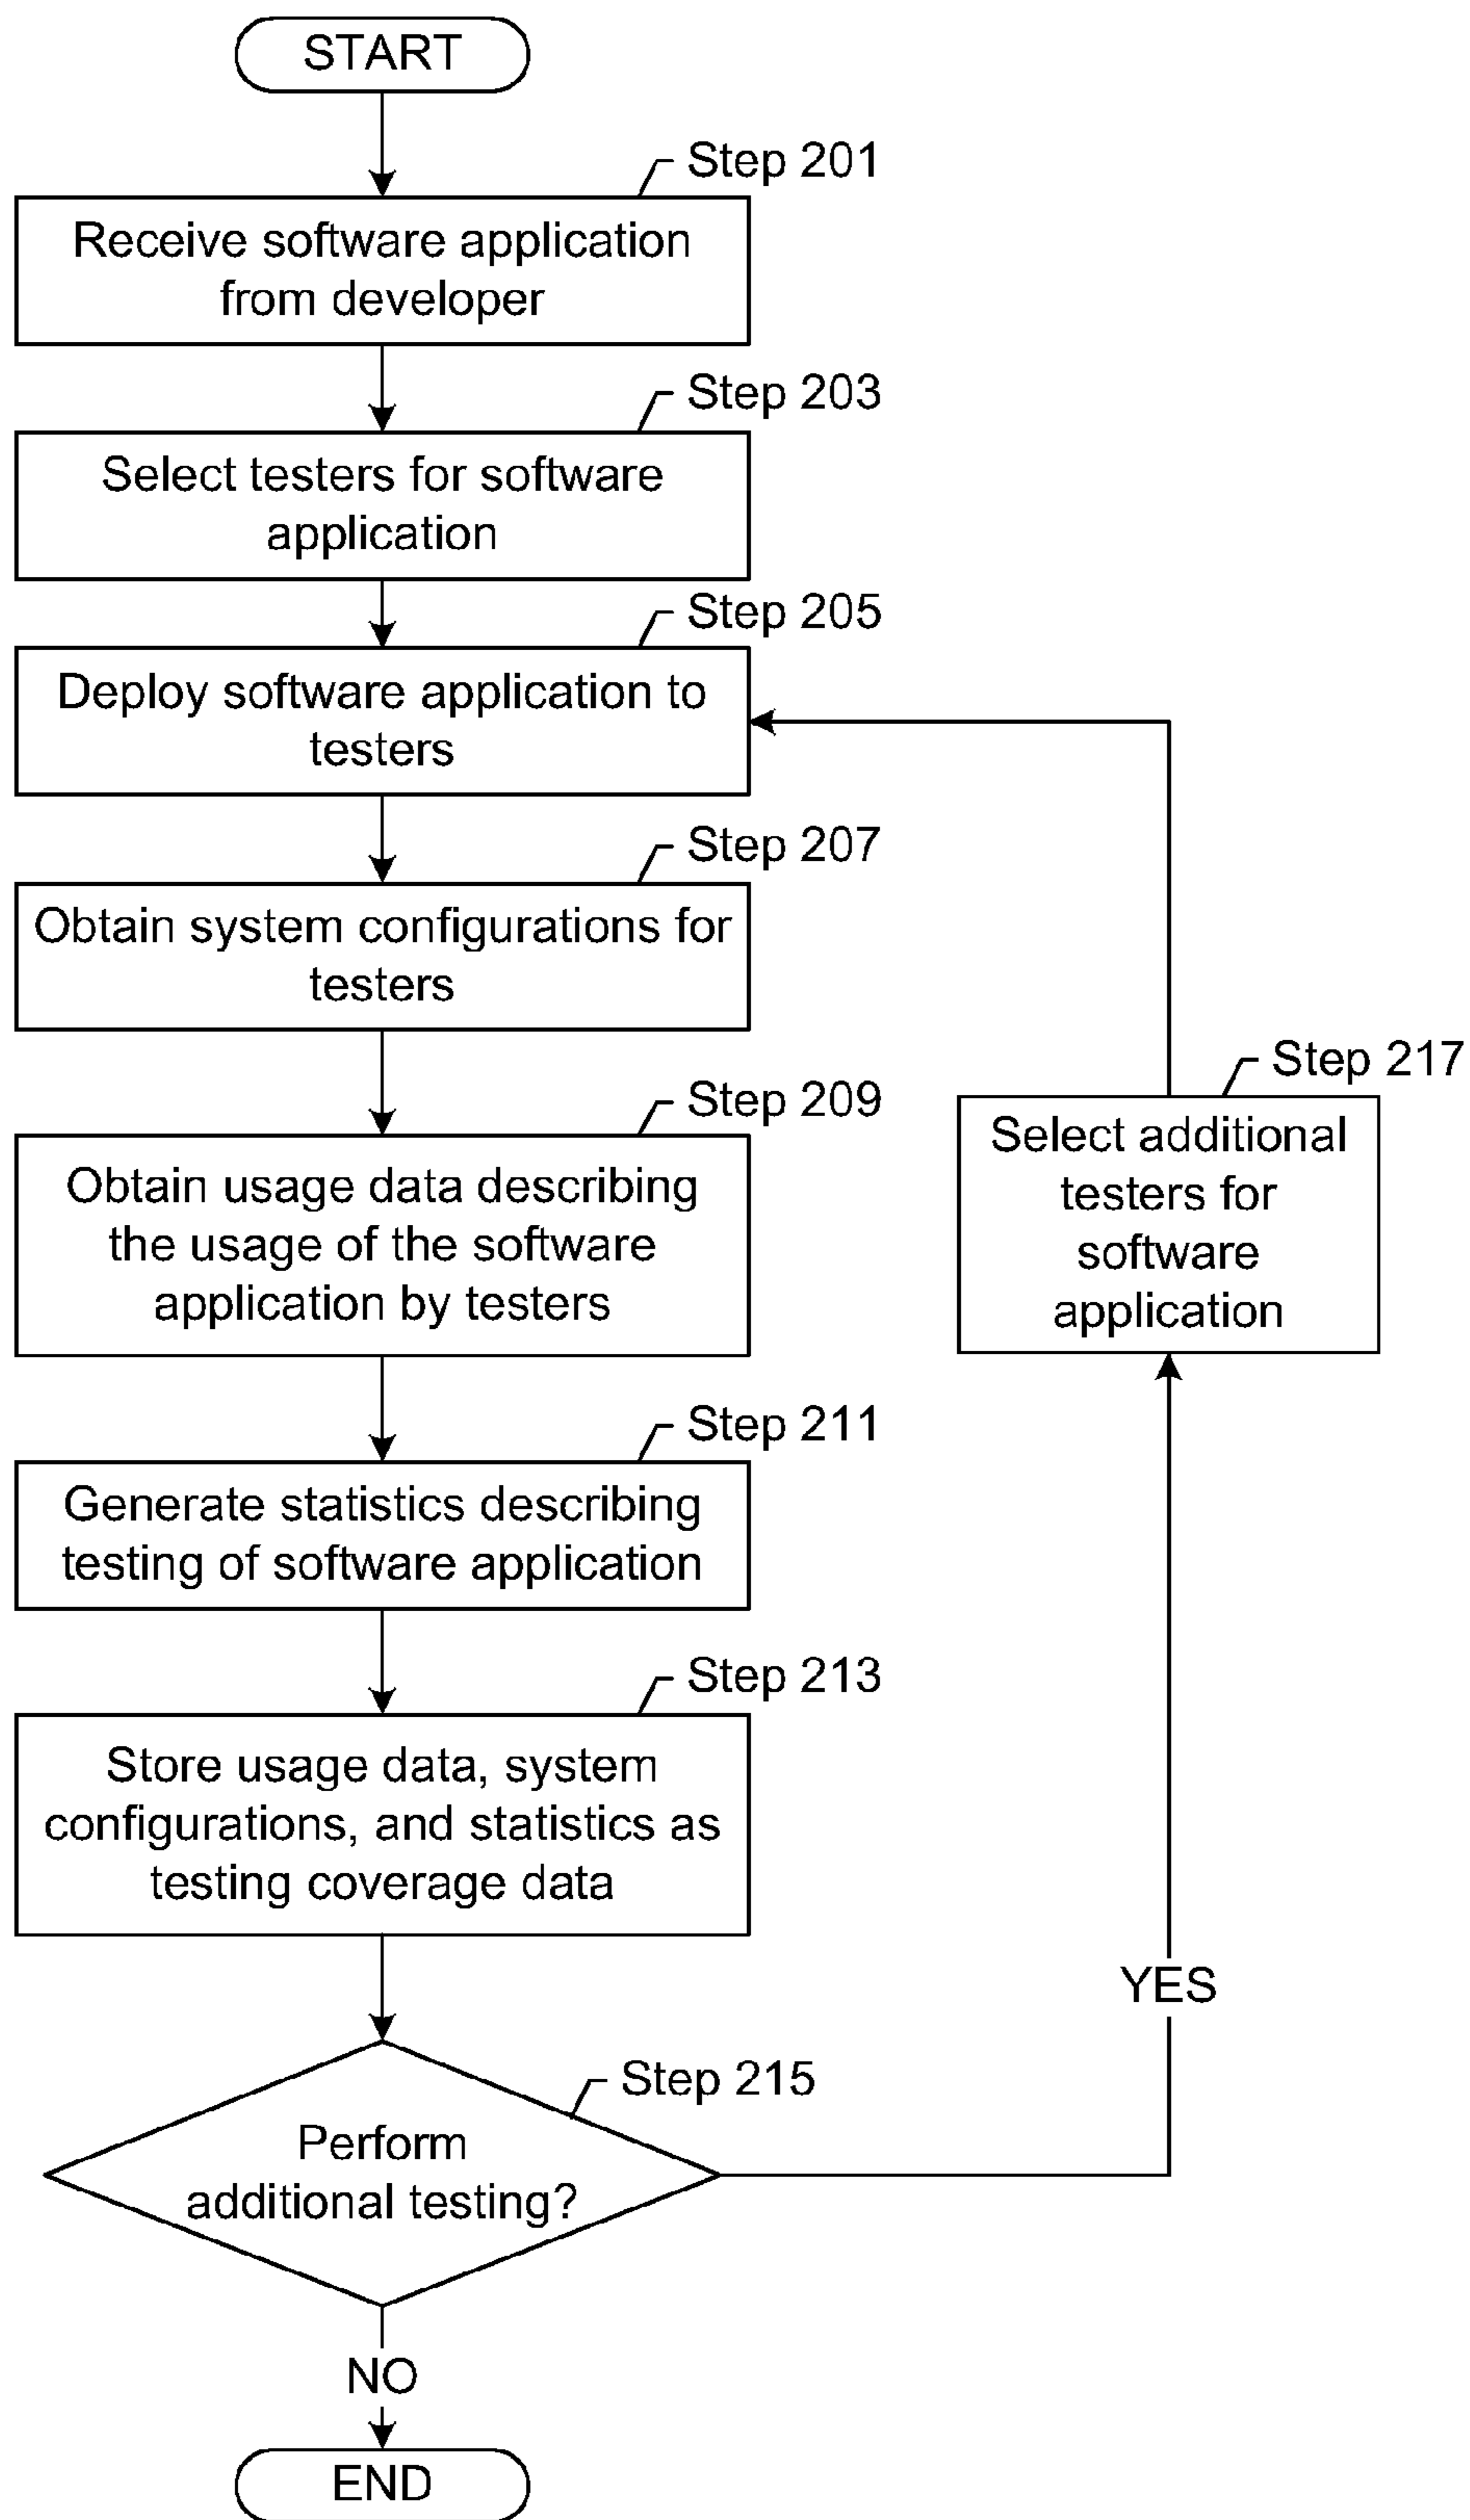 START
Step 201
Receive software application
from developer
Step 203
Select testers for software
application
Step 205
Deploy software application to
testers
Step 207
Obtain system configurations for
testers
Step 209
Obtain usage data describing
the usage of the software
application by testers
Step 211
Generate statistics describing
testing of software application
Step 213
Store usage data, system
configurations, and statistics as
testing coverage data
Step 215
Perform
additional testing?
YES
Step 217
Select additional
testers for
software
application
NO
END